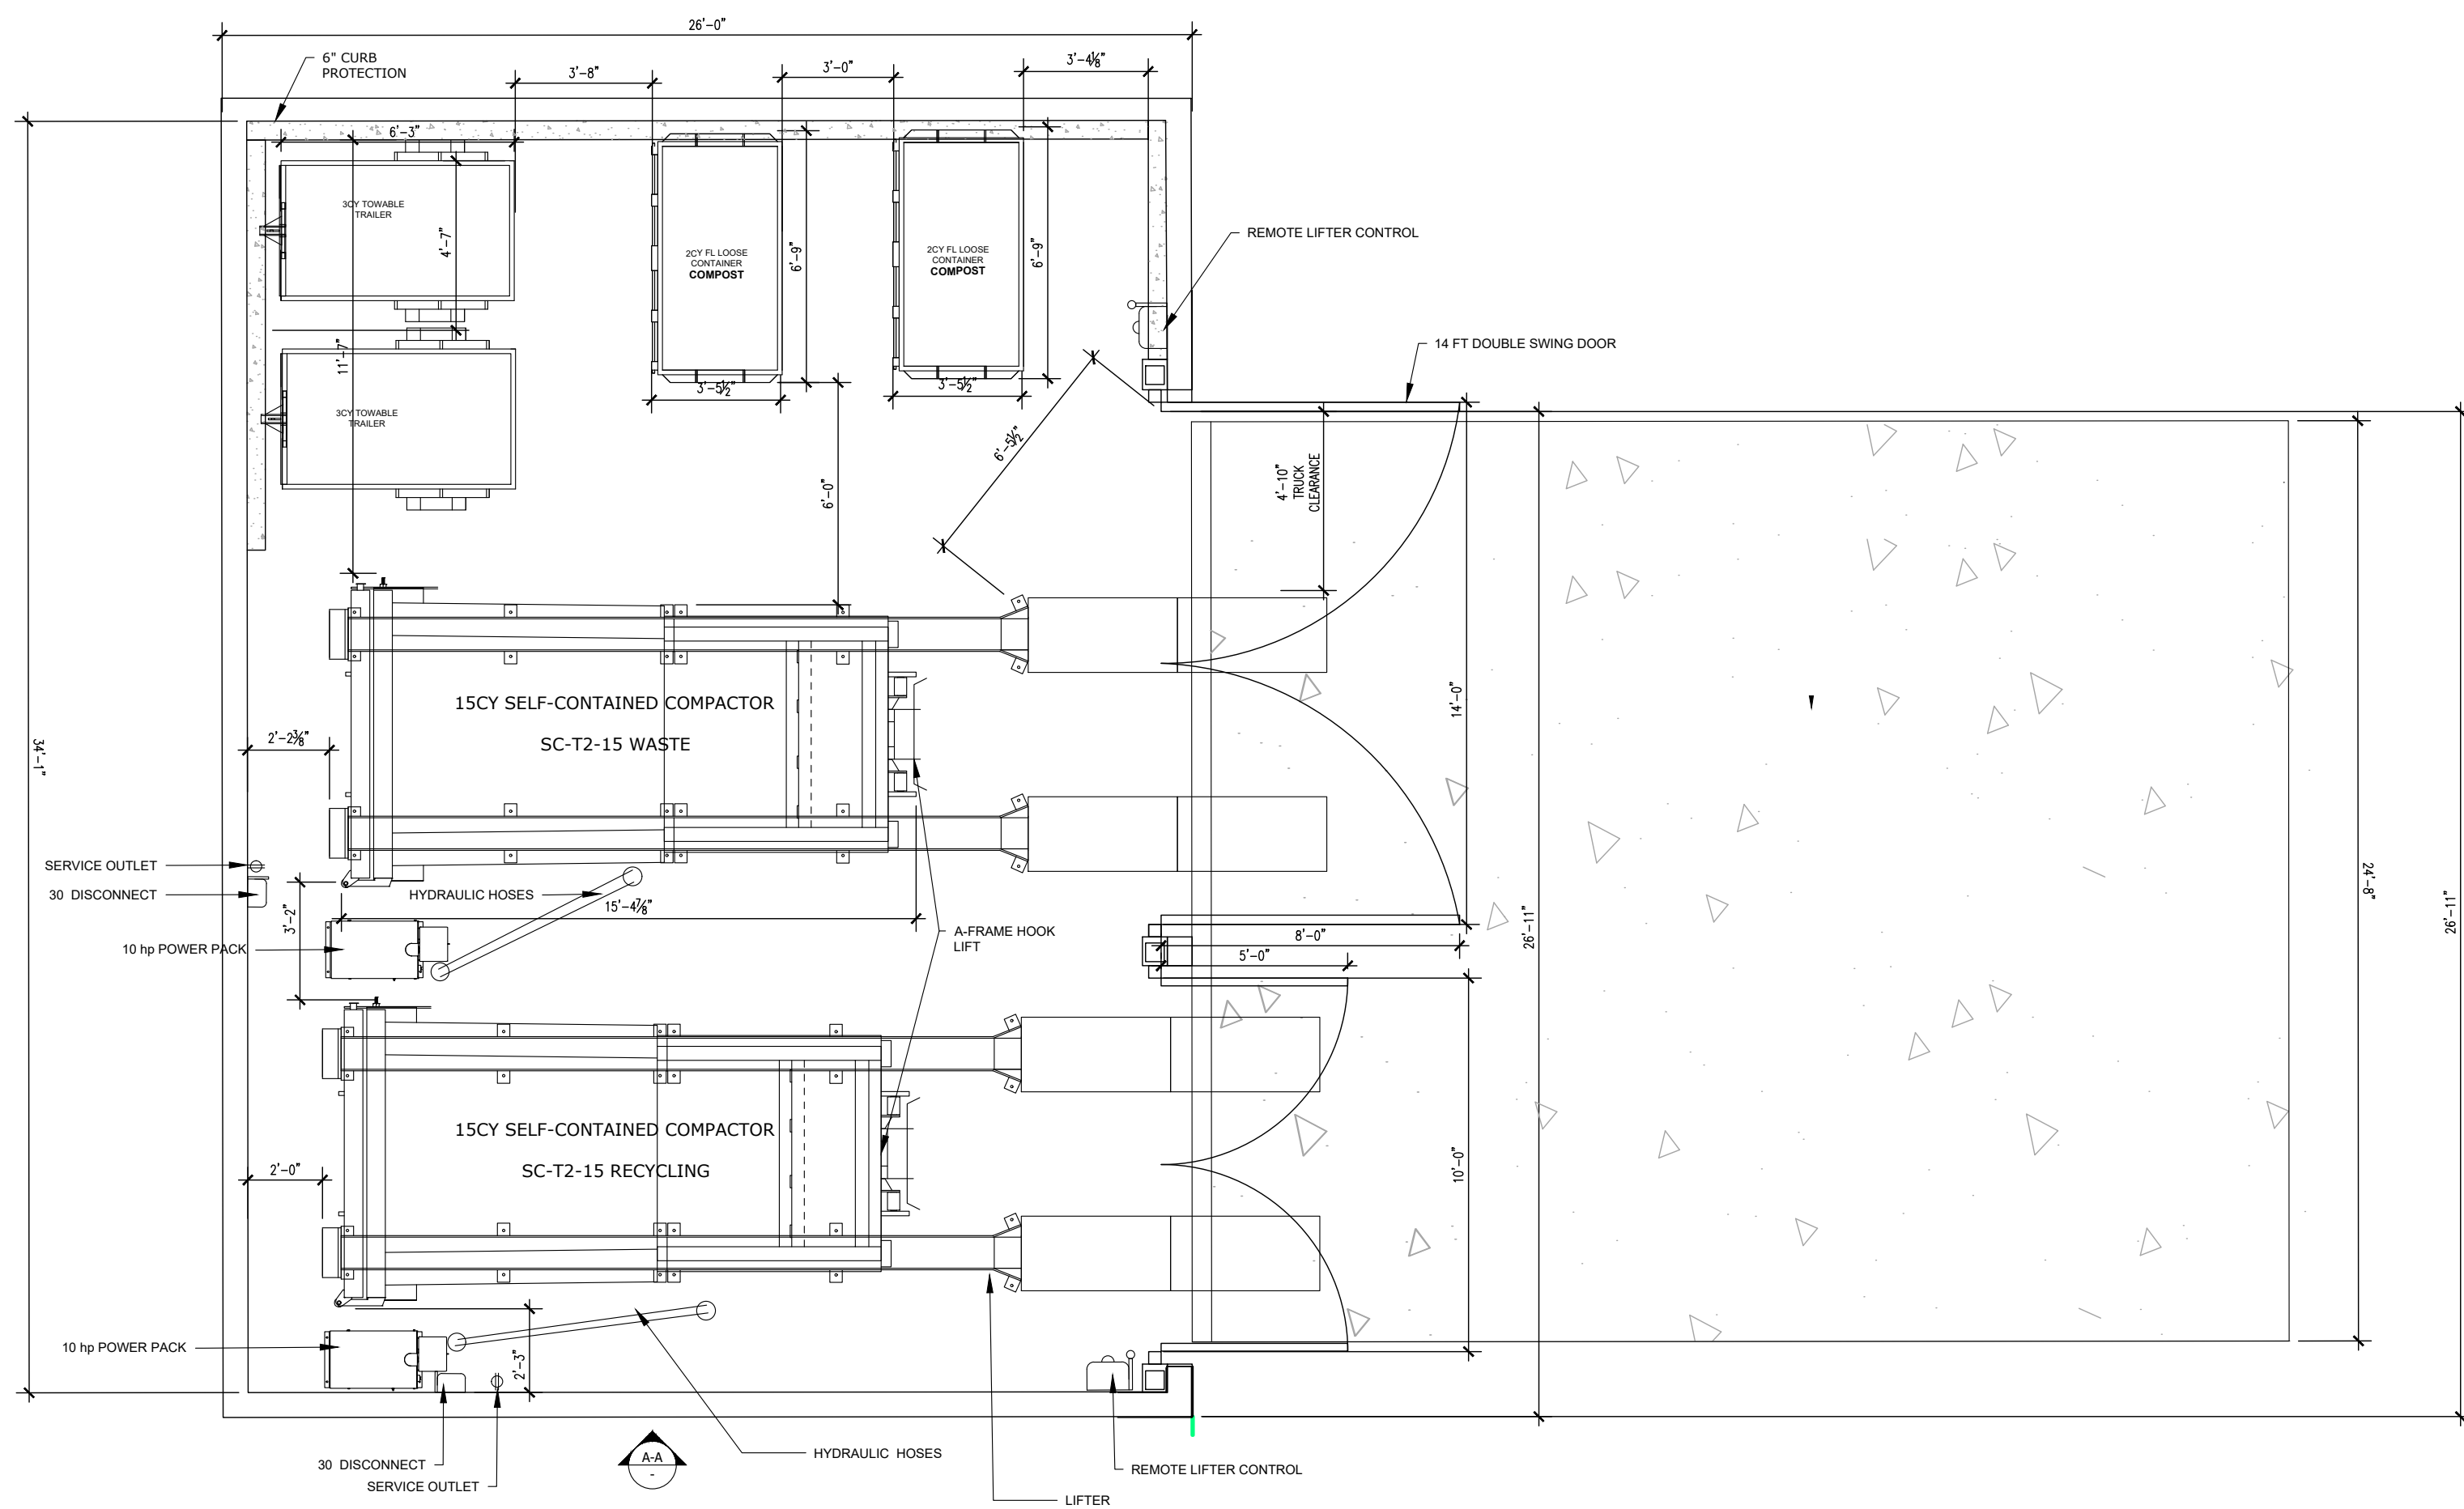 26'-0"
6" CURB
PROTECTION
3'-8"
3'-0"
3'-4⅛"
6'-3"
3CY TOWABLE
TRAILER
4'-7"
2CY FL LOOSE
CONTAINER
COMPOST
6'-9"
2CY FL LOOSE
CONTAINER
COMPOST
6'-9"
REMOTE LIFTER CONTROL
14 FT DOUBLE SWING DOOR
11'-7"
3'-5½"
3'-5½"
3CY TOWABLE
TRAILER
6'-5½"
6'-0"
4'-10"
TRUCK
CLEARANCE
15CY SELF-CONTAINED COMPACTOR
SC-T2-15 WASTE
2'-2⅜"
34'-1"
14'-0"
SERVICE OUTLET
30 DISCONNECT
HYDRAULIC HOSES
15'-4⅞"
3'-2"
10 hp POWER PACK
A-FRAME HOOK
LIFT
8'-0"
5'-0"
26'-11"
24'-8"
26'-11"
15CY SELF-CONTAINED COMPACTOR
SC-T2-15 RECYCLING
2'-0"
10'-0"
10 hp POWER PACK
2'-3"
30 DISCONNECT
SERVICE OUTLET
A-A
-
HYDRAULIC HOSES
REMOTE LIFTER CONTROL
LIFTER